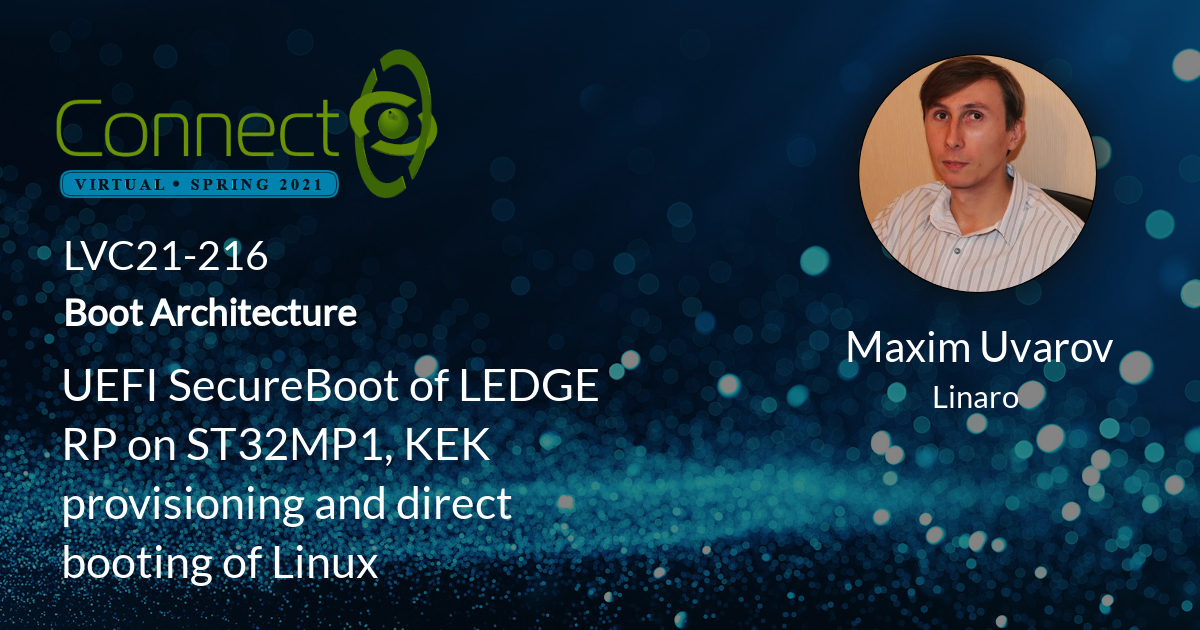 Connect
VIRTUAL • SPRING 2021
LVC21-216
Boot Architecture
UEFI SecureBoot of LEDGE
RP on ST32MP1, KEK
provisioning and direct
booting of Linux
Maxim Uvarov
Linaro